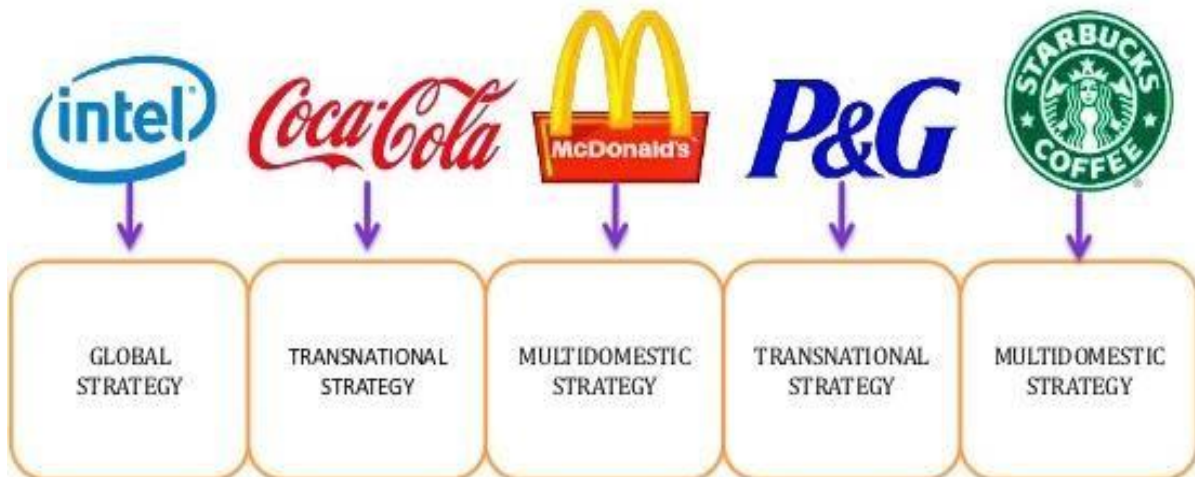 intel
Coca-Cola
McDonald's
P&G
STARBUCKS
COFFEE
GLOBAL
STRATEGY
TRANSNATIONAL
STRATEGY
MULTIDOMESTIC
STRATEGY
TRANSNATIONAL
STRATEGY
MULTIDOMESTIC
STRATEGY